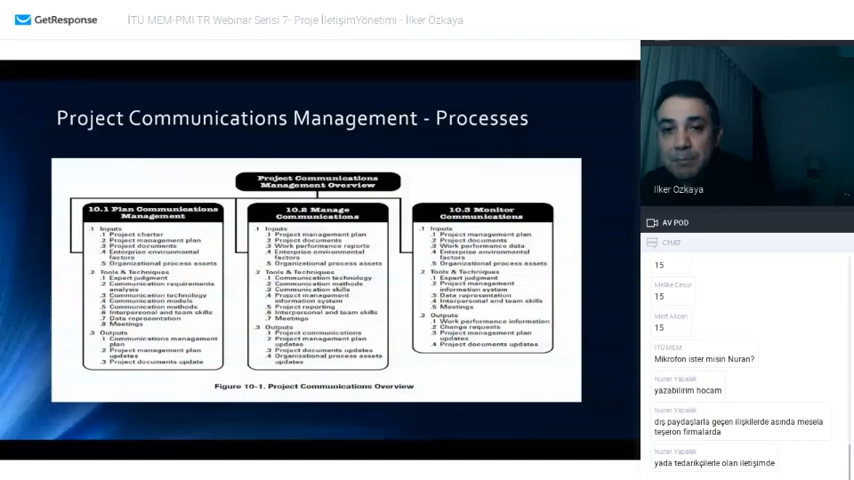 GetResponse
İTÜ MEM-PMI TR Webinar Serisi 7- Proje İletişimYönetimi - İlker Özkaya
Project Communications Management - Processes
Project Communications
Management Overview
10.1 Plan Communications
Management
.1 Inputs
.1 Project charter
.2 Project management plan
.3 Project documents
.4 Enterprise environmental
factors
.5 Organizational process assets
.2 Tools & Techniques
.1 Expert judgment
.2 Communication requirements
analysis
.3 Communication technology
.4 Communication models
.5 Communication methods
.6 Interpersonal and team skills
.7 Data representation
.8 Meetings
.3 Outputs
.1 Communications management
plan
.2 Project management plan
updates
.3 Project documents update
10.2 Manage
Communications
.1 Inputs
.1 Project management plan
.2 Project documents
.3 Work performance reports
.4 Enterprise environmental
factors
.5 Organizational process assets
.2 Tools & Techniques
.1 Communication technology
.2 Communication methods
.3 Communication skills
.4 Project management
information system
.5 Project reporting
.6 Interpersonal and team skills
.7 Meetings
.3 Outputs
.1 Project communications
.2 Project management plan
updates
.3 Project documents updates
.4 Organizational process assets
updates
10.3 Monitor
Communications
.1 Inputs
.1 Project management plan
.2 Project documents
.3 Work performance data
.4 Enterprise environmental
factors
.5 Organizational process assets
.2 Tools & Techniques
.1 Expert judgment
.2 Project management
information system
.3 Data representation
.4 Interpersonal and team skills
.5 Meetings
.3 Outputs
.1 Work performance information
.2 Change requests
.3 Project management plan
updates
.4 Project documents updates
Figure 10-1. Project Communications Overview
Ilker Ozkaya
AV POD
CHAT
15
Melike Cesur
15
Mert Alican
15
İTÜ MEM
Mikrofon ister misin Nuran?
Nuran Yapalak
yazabilirim hocam
Nuran Yapalak
dış paydaşlarla geçen ilişkilerde asında mesela
teşeron firmalarda
Nuran Yapalak
yada tedarikçilerle olan iletişimde